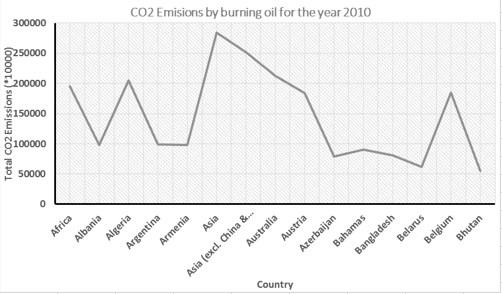 CO2 Emisions by burning oil for the year 2010
Total CO2 Emissions (*10000)
300000
250000
200000
150000
100000
50000
0
Africa
Albania
Algeria
Argentina
Armenia
Asia
Asia (excl. China &...
Australia
Austria
Azerbaijan
Bahamas
Bangladesh
Belarus
Belgium
Bhutan
Country